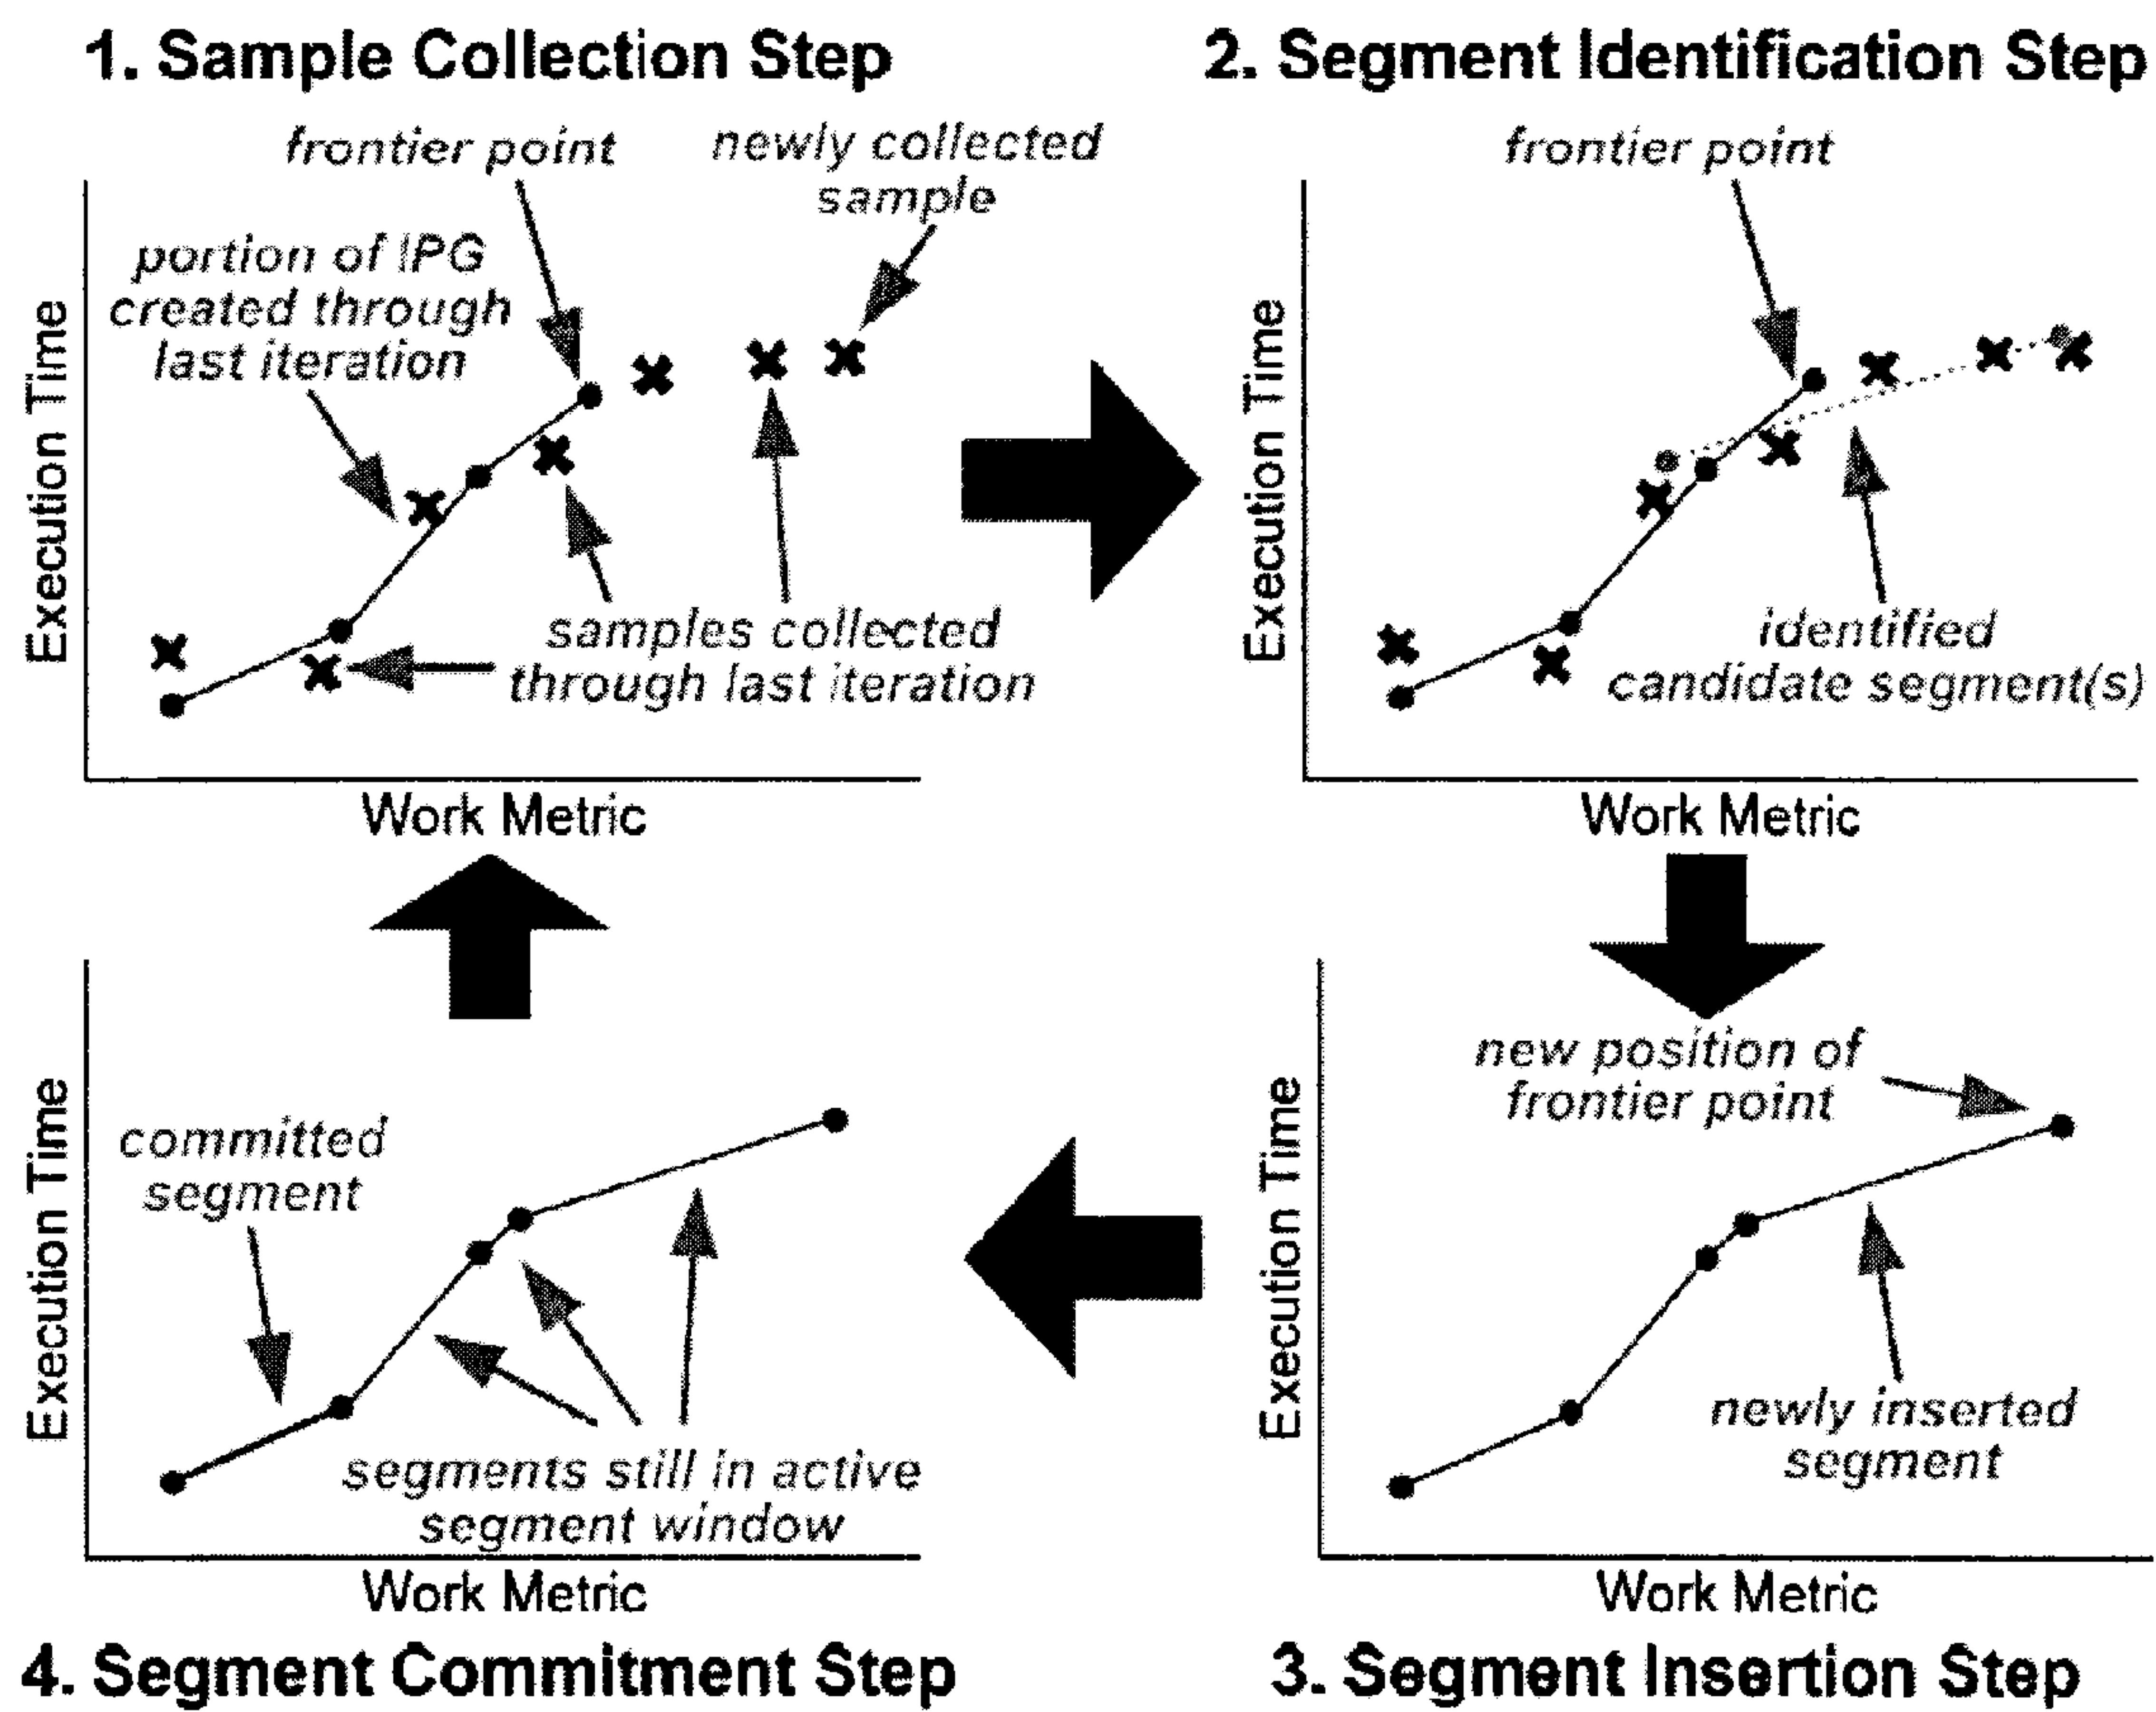 1. Sample Collection Step
frontier point
newly collected
sample
portion of IPG
created through
last iteration
samples collected
through last iteration
Execution Time
Work Metric
2. Segment Identification Step
frontier point
identified
candidate segment(s)
Execution Time
Work Metric
new position of
frontier point
newly inserted
segment
Execution Time
Work Metric
3. Segment Insertion Step
committed
segment
segments still in active
segment window
Execution Time
Work Metric
4. Segment Commitment Step